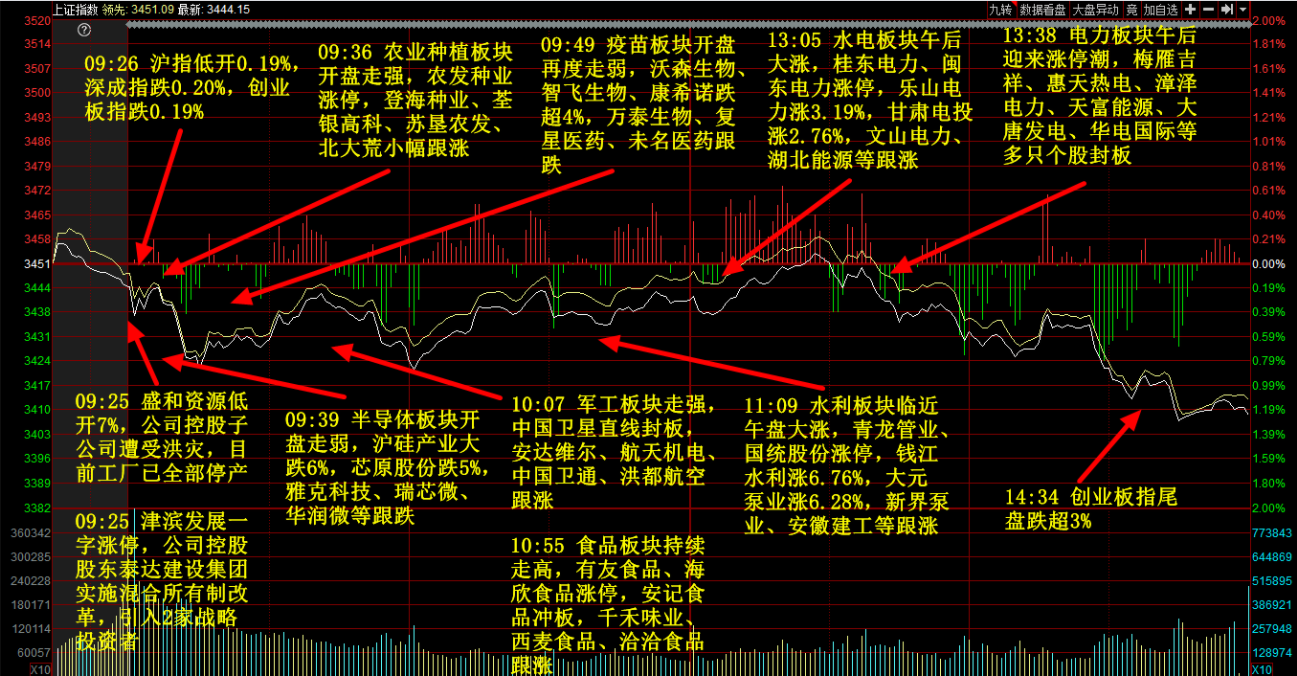 上证指数 领先: 3451.09 最新: 3444.15
九转 数据看盘 大盘异动 竟 加自选
3520
3514
3507
3500
3493
3486
3479
3472
3465
3458
3451
3444
3438
3431
3424
3417
3410
3403
3396
3389
3382
360342
300285
240228
180171
120114
60057
X10
09:26 沪指低开0.19%,
深成指跌0.20%, 创业
板指跌0.19%
09:36 农业种植板块
开盘走强, 农发种业
涨停, 登海种业、荃
银高科、苏垦农发、
北大荒小幅跟涨
09:49 疫苗板块开盘
再度走弱, 沃森生物、
智飞生物、康希诺跌
超4%, 万泰生物、复
星医药、未名医药跟
跌
13:05 水电板块午后
大涨, 桂东电力、闽
东电力涨停, 乐山电
力涨3.19%, 甘肃电投
涨2.76%, 文山电力、
湖北能源等跟涨
13:38 电力板块午后
迎来涨停潮, 梅雁吉
祥、惠天热电、漳泽
电力、天富能源、大
唐发电、华电国际等
多只个股封板
09:25 盛和资源低
开7%, 公司控股子
公司遭受洪灾, 目
前工厂已全部停产
09:25 津滨发展一
字涨停, 公司控股
股东泰达建设集团
实施混合所有制改
革, 引入2家战略
投资者
09:39 半导体板块开
盘走弱, 沪硅产业大
跌6%, 芯原股份跌5%,
雅克科技、瑞芯微、
华润微等跟跌
10:07 军工板块走强,
中国卫星直线封板,
安达维尔、航天机电、
中国卫通、洪都航空
跟涨
10:55 食品板块持续
走高, 有友食品、海
欣食品涨停, 安记食
品冲板, 千禾味业、
西麦食品、洽洽食品
跟涨
11:09 水利板块临近
午盘大涨, 青龙管业、
国统股份涨停, 钱江
水利涨6.76%, 大元
泵业涨6.28%, 新界泵
业、安徽建工等跟涨
14:34 创业板指尾
盘跌超3%
2.00%
1.81%
1.61%
1.41%
1.21%
1.01%
0.81%
0.61%
0.40%
0.21%
0.00%
0.19%
0.39%
0.59%
0.79%
0.99%
1.19%
1.39%
1.59%
1.80%
2.00%
773843
644869
515895
386921
257948
128974
X10